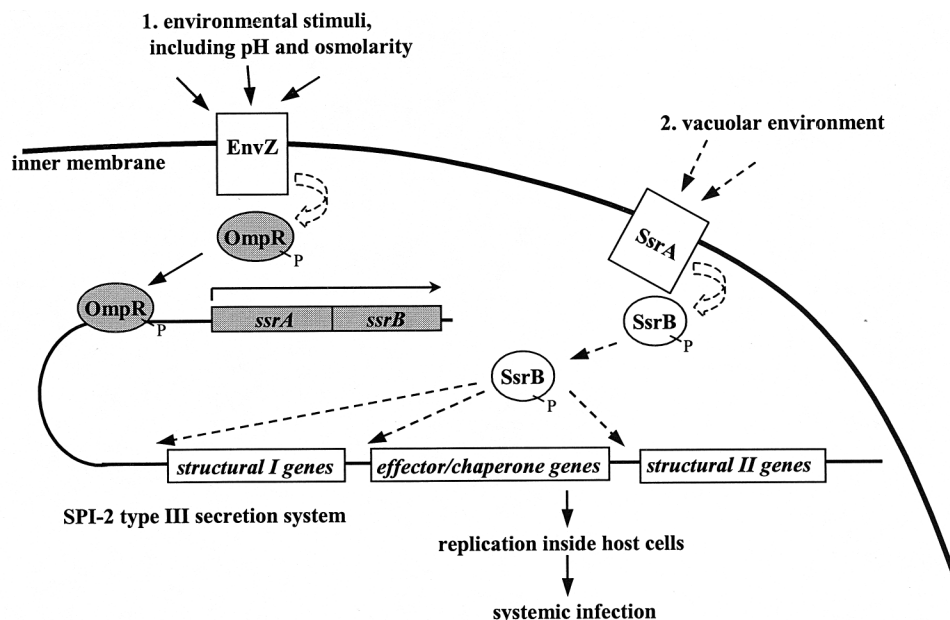 1. environmental stimuli,
including pH and osmolarity
2. vacuolar environment
EnvZ
inner membrane
OmpR
P
SsrA
OmpR
P
ssrA ssrB
SsrB
P
SsrB
P
structural I genes effector/chaperone genes structural II genes
SPI-2 type III secretion system
replication inside host cells
systemic infection